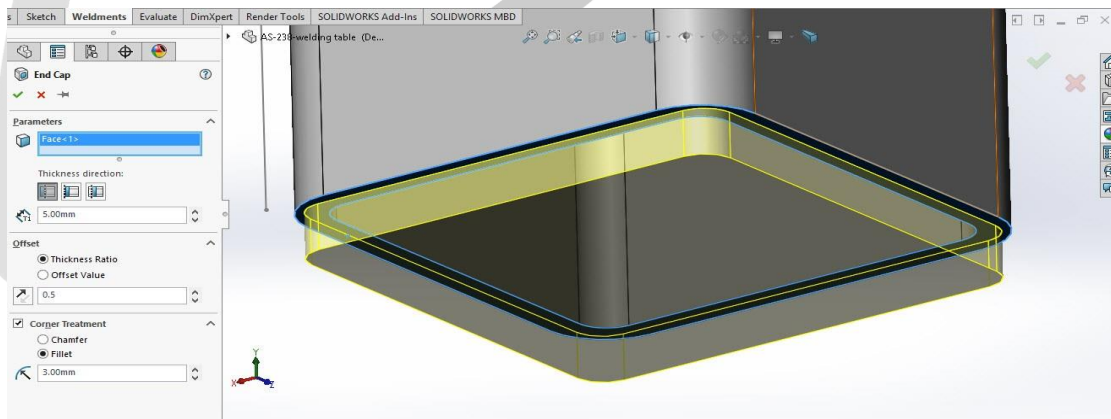 s Sketch Weldments Evaluate DimXpert Render Tools SOLIDWORKS Add-Ins SOLIDWORKS MBD
AS-238-welding table (De...
End Cap
Parameters
Face<1>
Thickness direction:
5.00mm
Offset
Thickness Ratio
Offset Value
0.5
Corner Treatment
Chamfer
Fillet
3.00mm
Y
X
Z